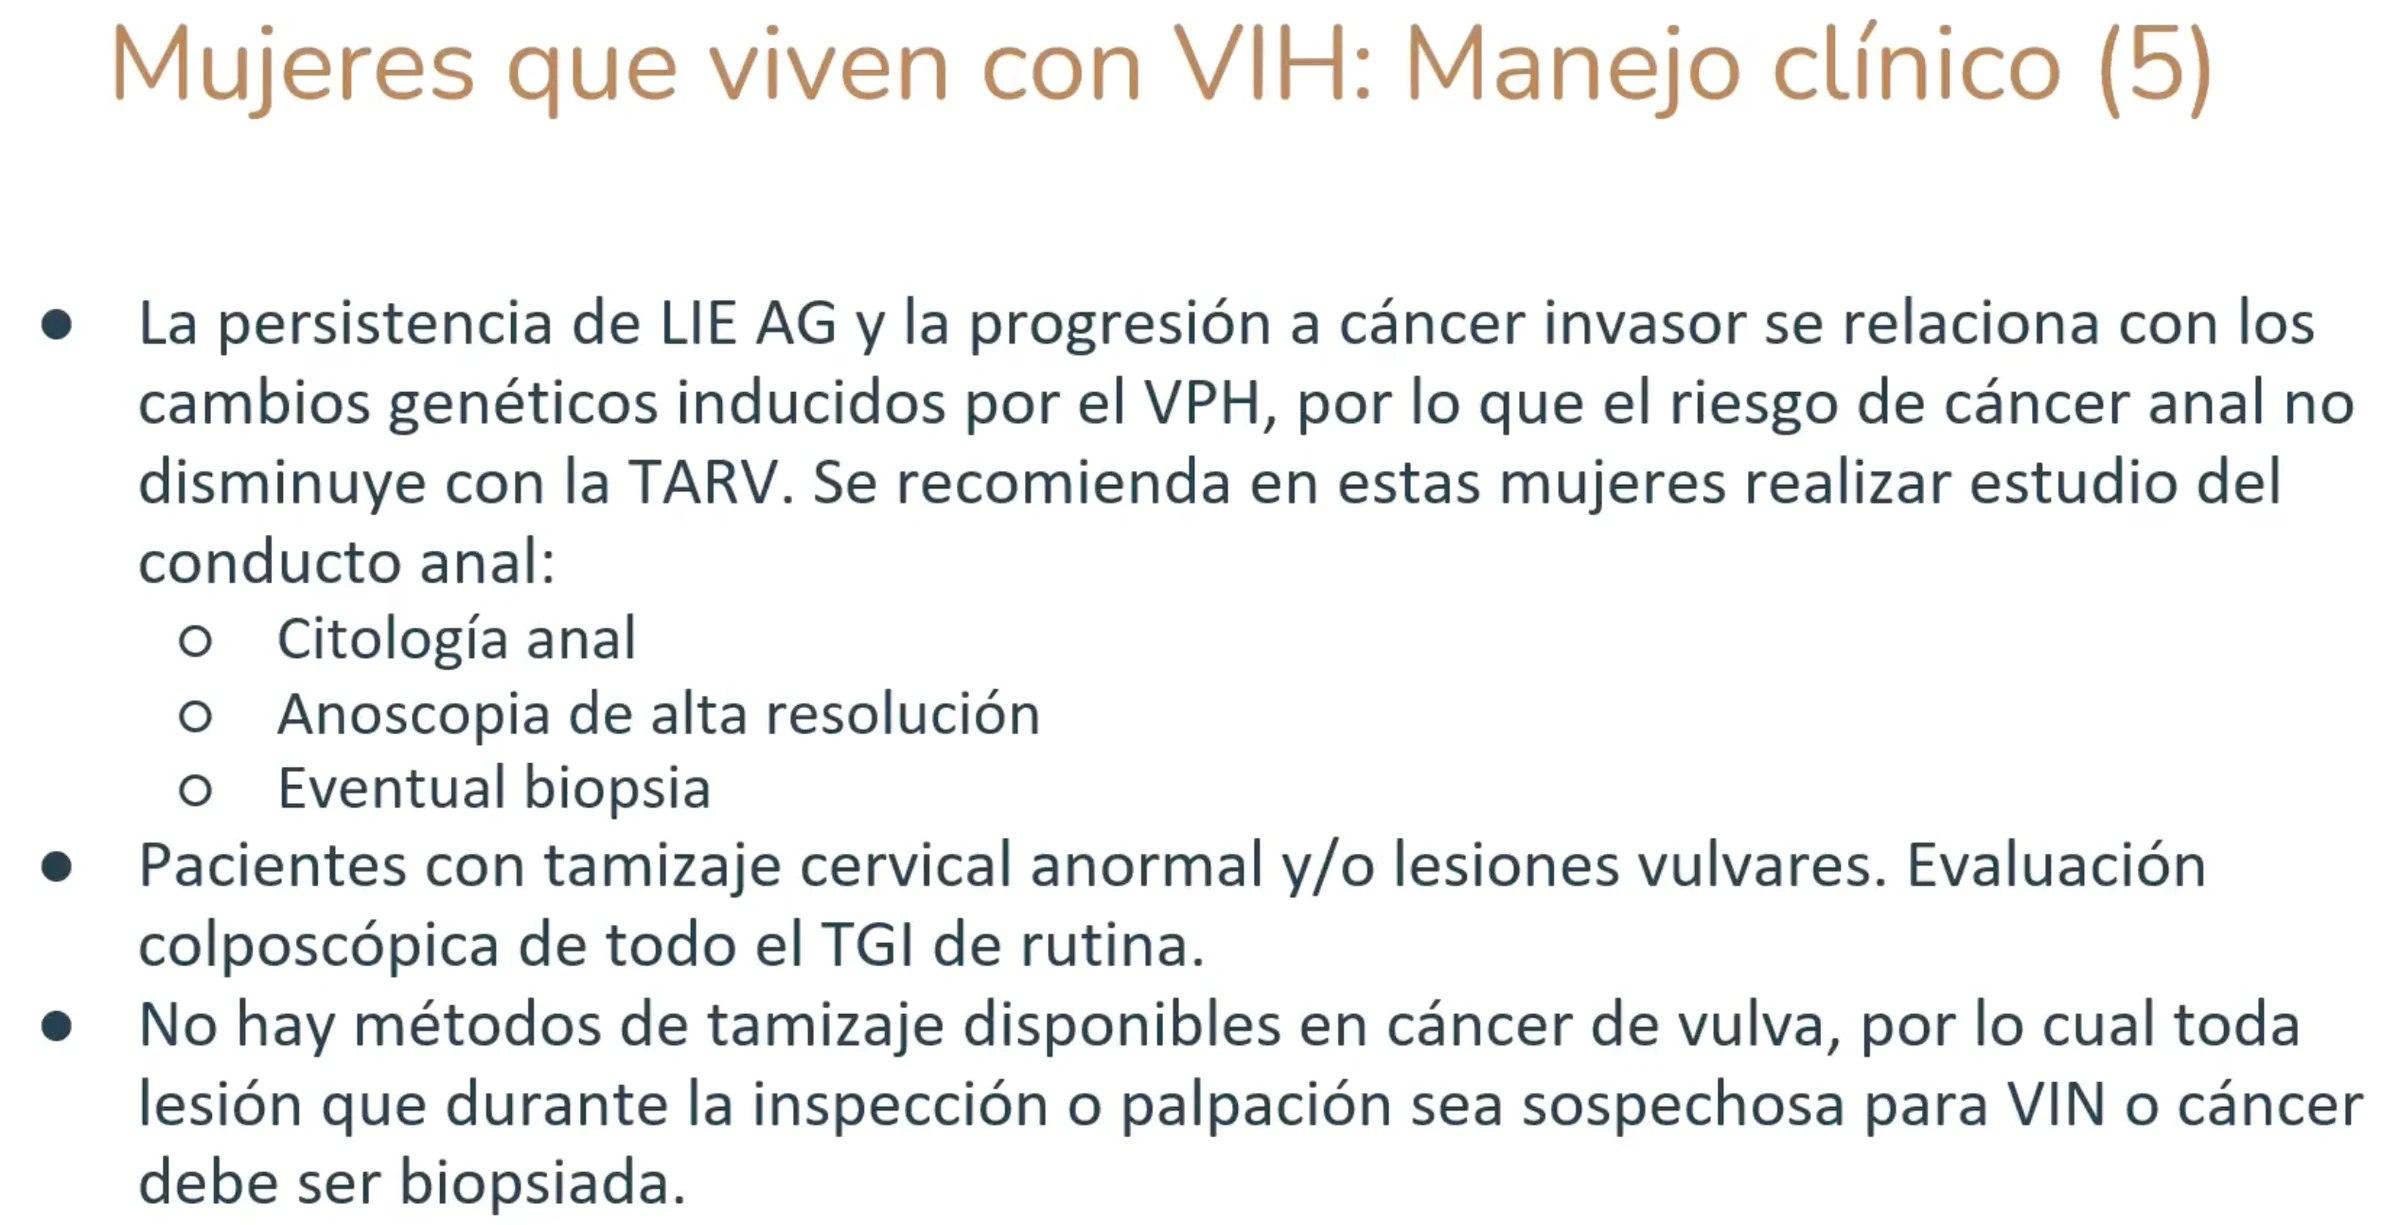 Mujeres que viven con VIH: Manejo clínico (5)
● La persistencia de LIE AG y la progresión a cáncer invasor se relaciona con los
cambios genéticos inducidos por el VPH, por lo que el riesgo de cáncer anal no
disminuye con la TARV. Se recomienda en estas mujeres realizar estudio del
conducto anal:
○ Citología anal
○ Anoscopia de alta resolución
○ Eventual biopsia
● Pacientes con tamizaje cervical anormal y/o lesiones vulvares. Evaluación
colposcópica de todo el TGI de rutina.
● No hay métodos de tamizaje disponibles en cáncer de vulva, por lo cual toda
lesión que durante la inspección o palpación sea sospechosa para VIN o cáncer
debe ser biopsiada.